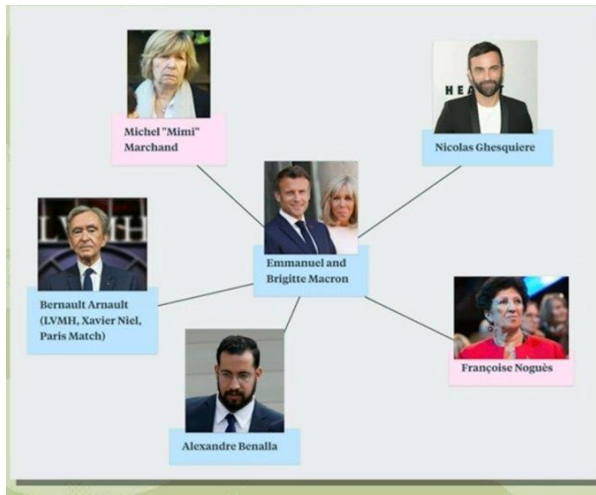 HEA
Michel "Mimi"
Marchand
Nicolas Ghesquiere
LVMH
Emmanuel and
Brigitte Macron
Bernault Arnault
(LVMH, Xavier Niel,
Paris Match)
Françoise Noguès
Alexandre Benalla